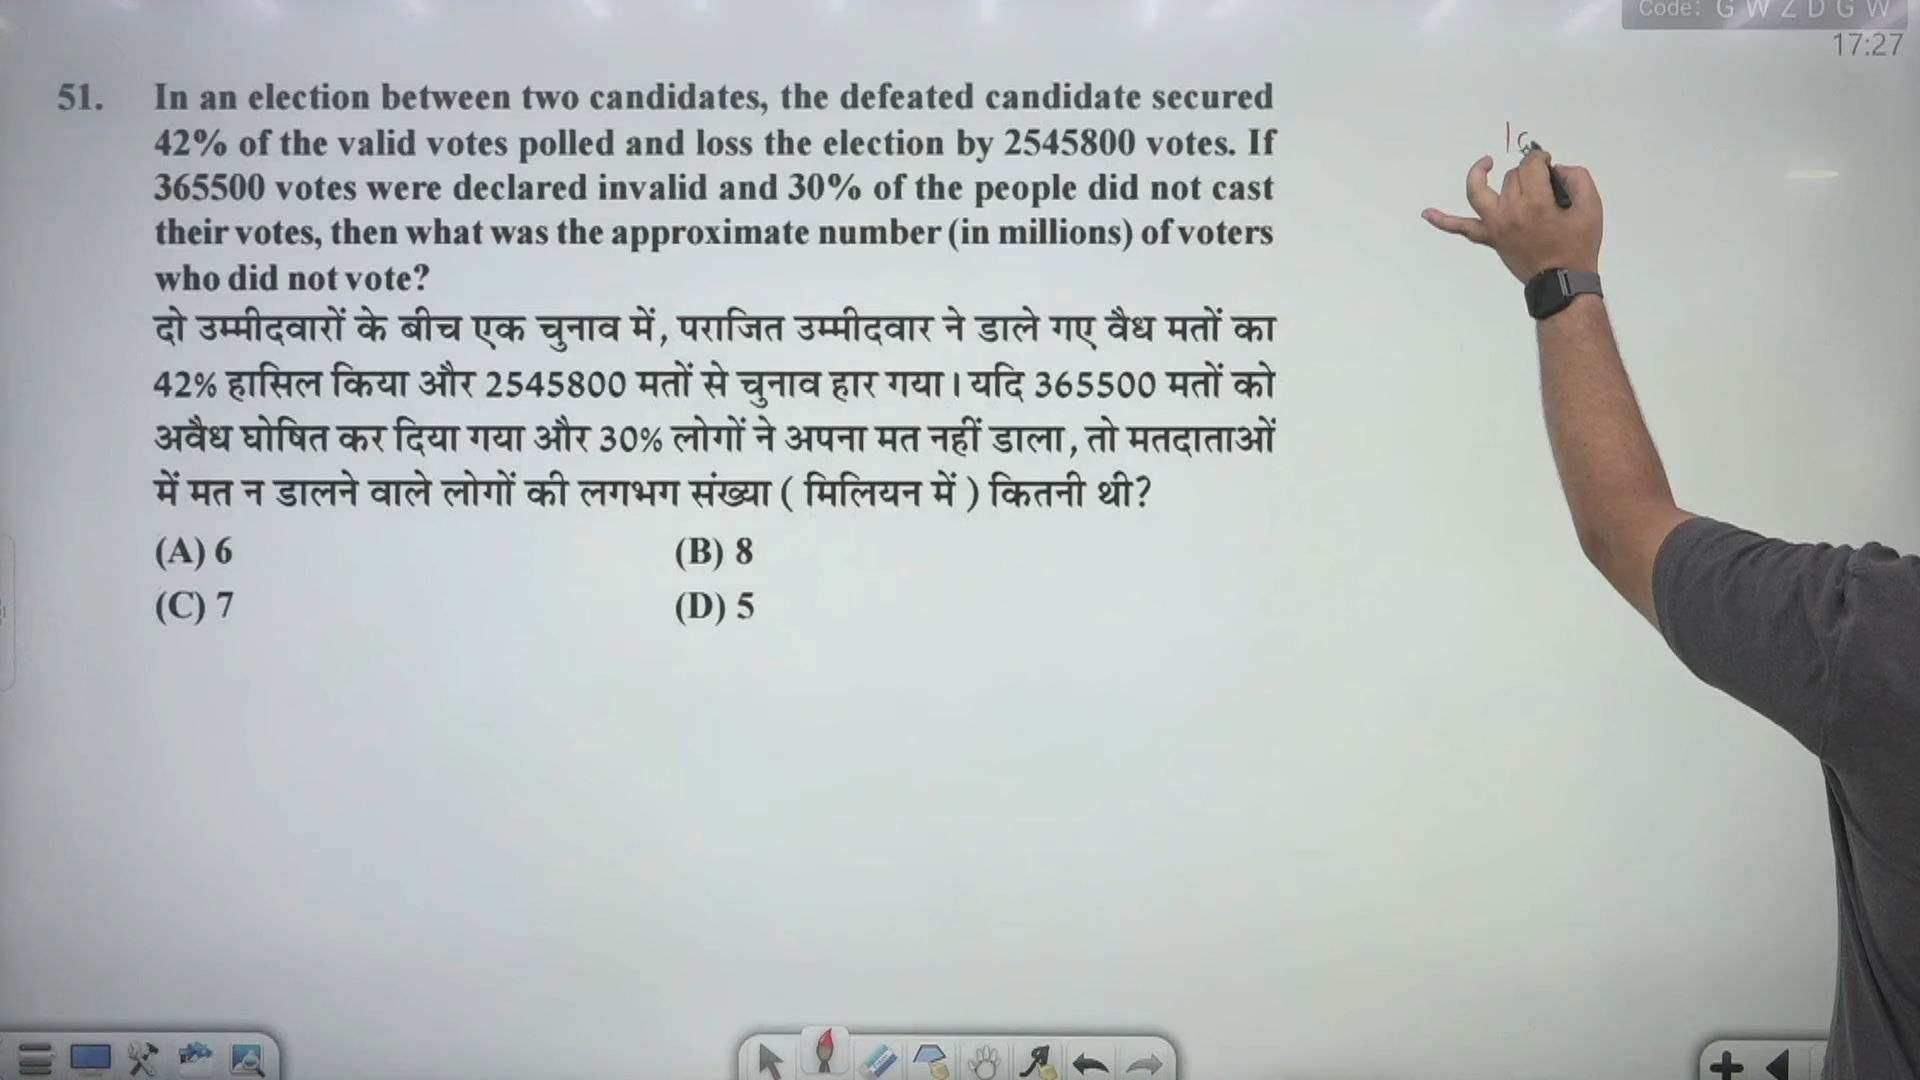 Code: G W Z D G W
17:27
51. In an election between two candidates, the defeated candidate secured
42% of the valid votes polled and loss the election by 2545800 votes. If
365500 votes were declared invalid and 30% of the people did not cast
their votes, then what was the approximate number (in millions) of voters
who did not vote?
दो उम्मीदवारों के बीच एक चुनाव में, पराजित उम्मीदवार ने डाले गए वैध मतों का
42% हासिल किया और 2545800 मतों से चुनाव हार गया। यदि 365500 मतों को
अवैध घोषित कर दिया गया और 30% लोगों ने अपना मत नहीं डाला, तो मतदाताओं
में मत न डालने वाले लोगों की लगभग संख्या ( मिलियन में ) कितनी थी?
(A) 6 (B) 8
(C) 7 (D) 5